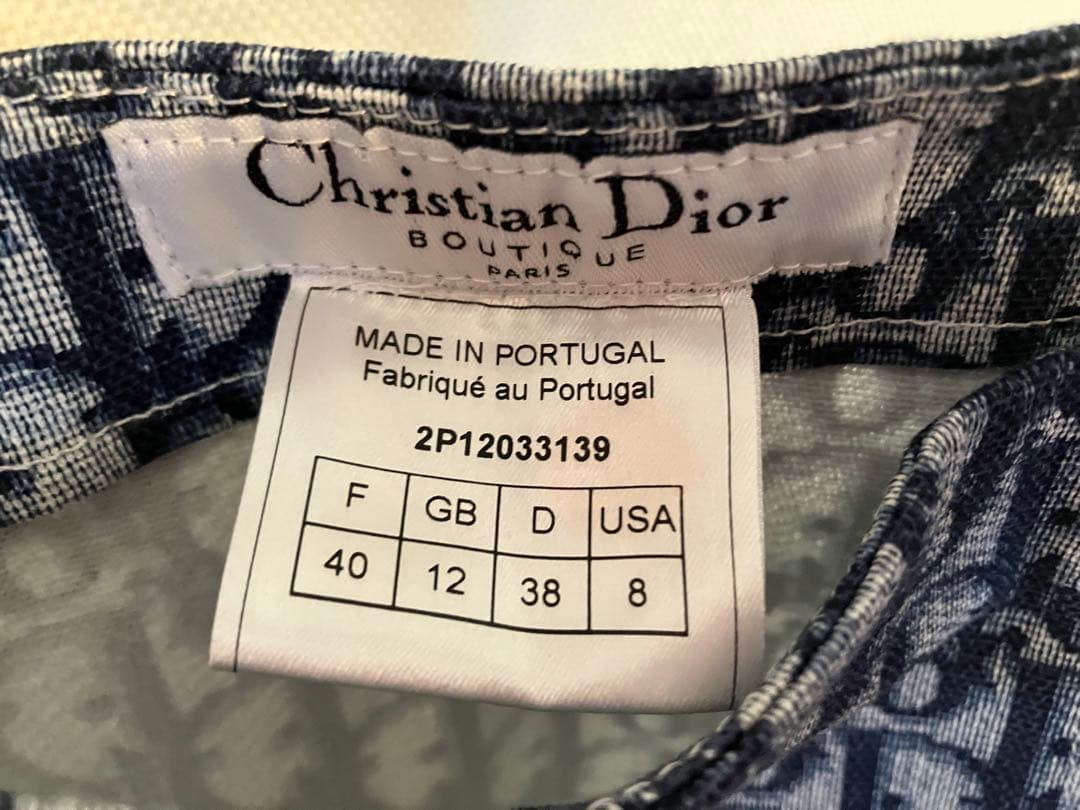 Christian Dior
BOUTIQUE
PARIS
MADE IN PORTUGAL
Fabriqué au Portugal
2P12033139
F GB D USA
40 12 38 8